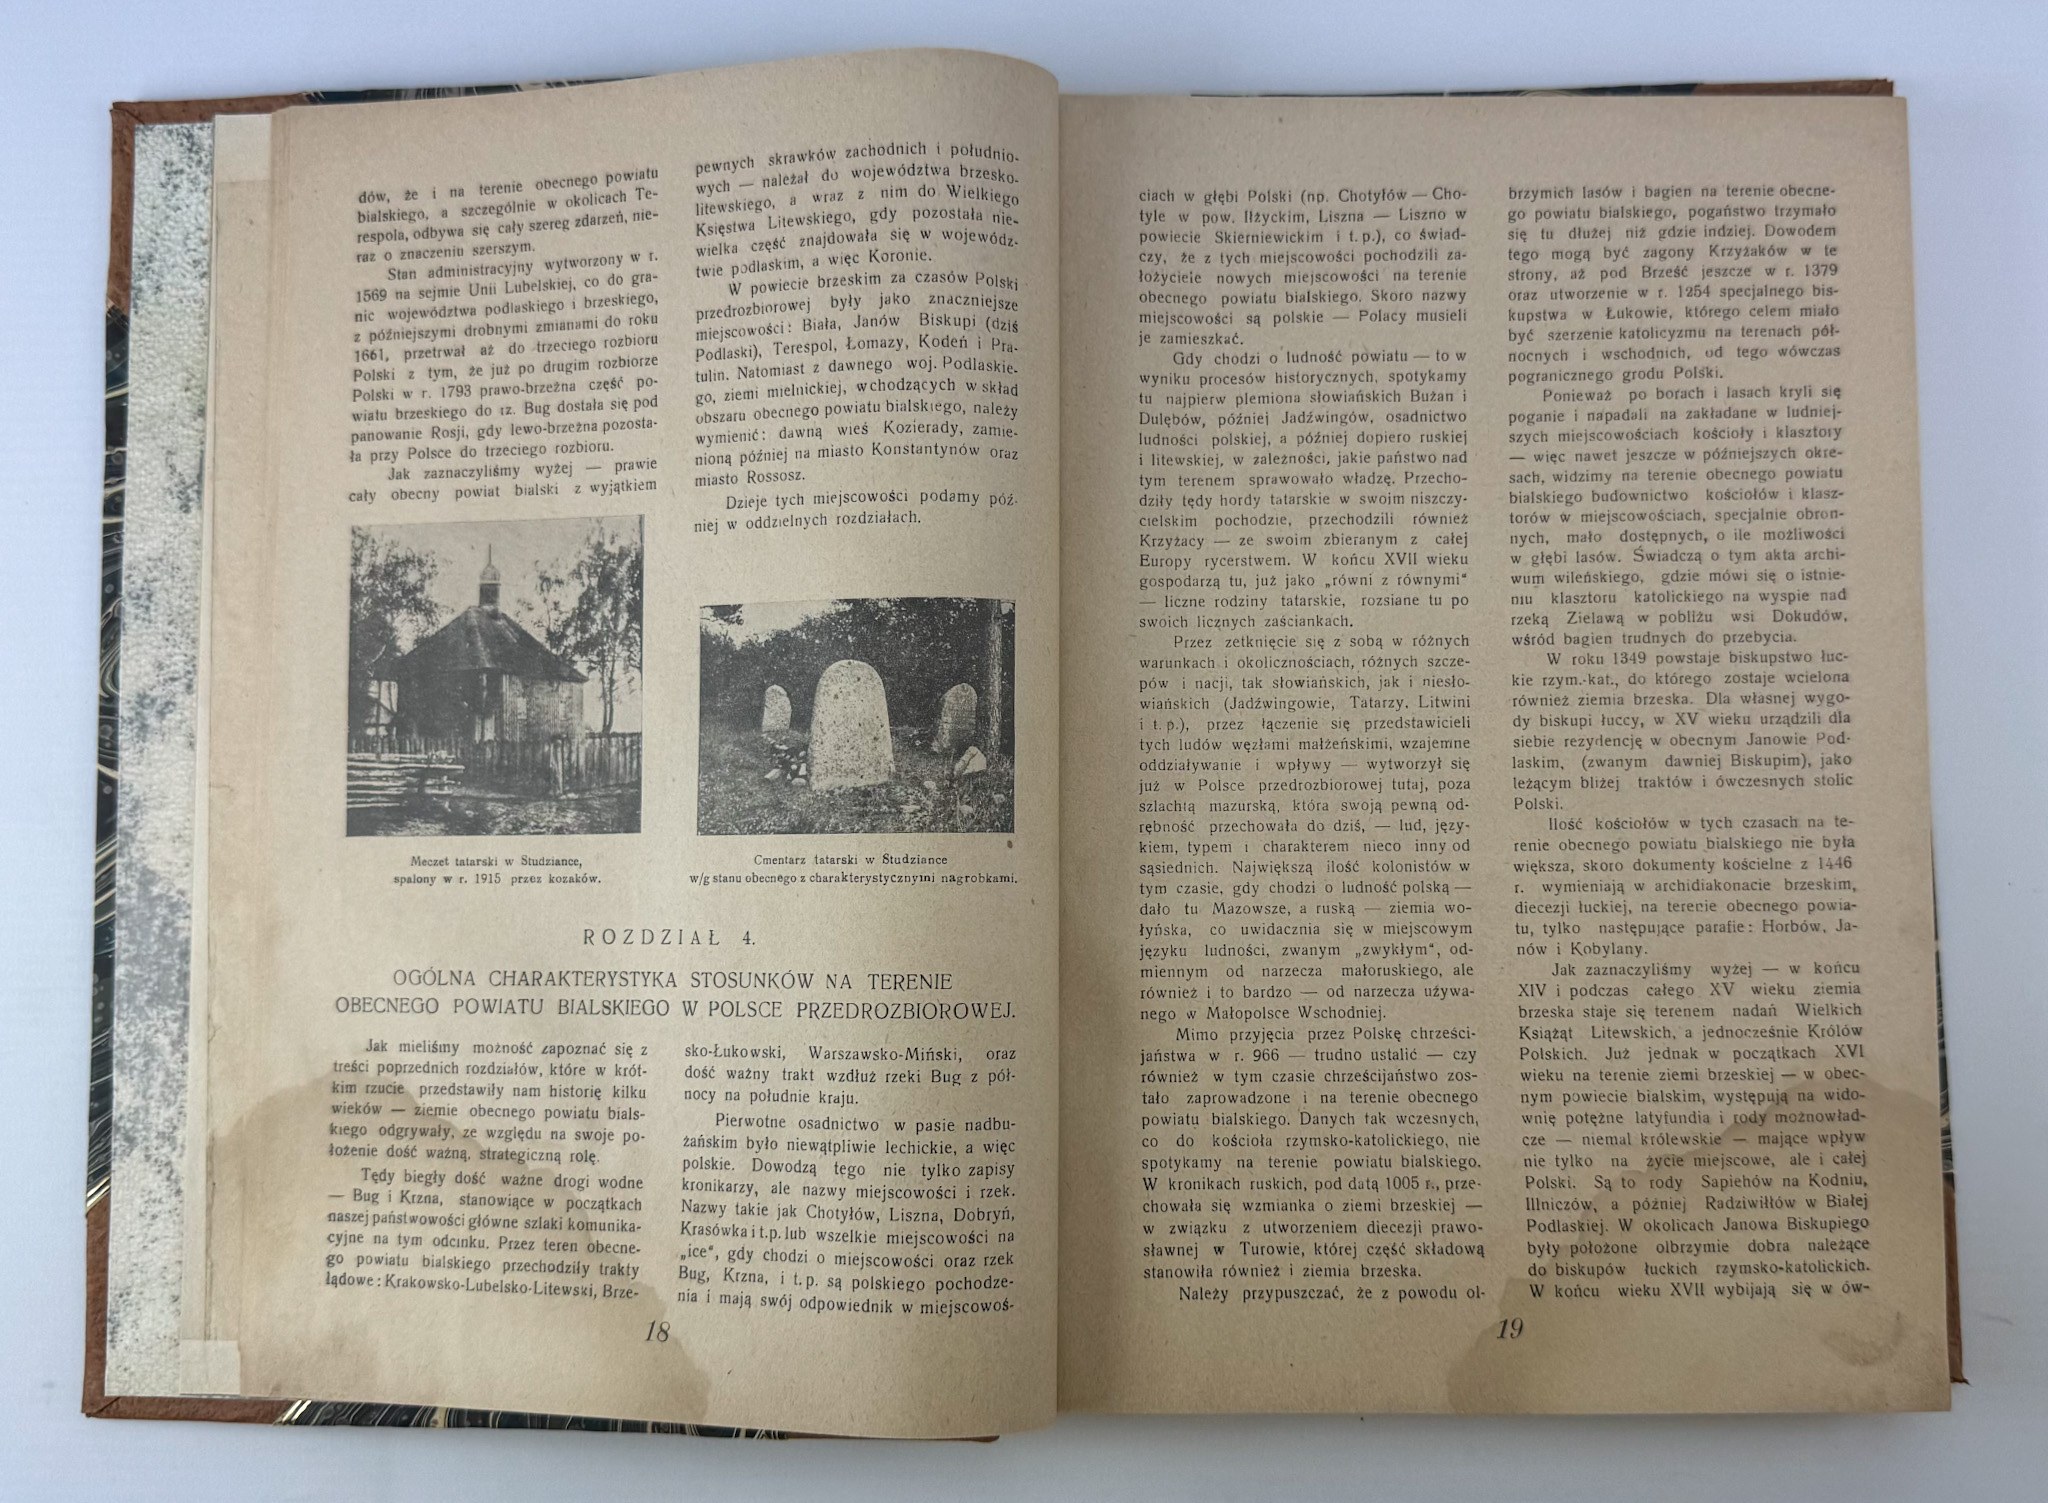 dów, że i na terenie obecnego powiatu
bialskiego, a szczególnie w okolicach Te-
respola, odbywa się cały szereg zdarzeń, nie-
raz o znaczeniu szerszym.
Stan administracyjny wytworzony w r.
1569 na sejmie Unii Lubelskiej, co do gra-
nic województwa podlaskiego i brzeskiego,
z późniejszymi drobnymi zmianami do roku
1661, przetrwał aż do trzeciego rozbioru
Polski z tym, że już po drugim rozbiorze
Polski w r. 1793 prawo-brzeżna część po-
wiatu brzeskiego do rz. Bug dostała się pod
panowanie Rosji, gdy lewo-brzeżna pozosta-
ła przy Polsce do trzeciego rozbioru.
Jak zaznaczyliśmy wyżej — prawie
cały obecny powiat bialski z wyjątkiem
pewnych skrawków zachodnich i południo-
wych — należał do województwa brzesko-
litewskiego, a wraz z nim do Wielkiego
Księstwa Litewskiego, gdy pozostała nie-
wielka część znajdowała się w wojewódz-
twie podlaskim, a więc Koronie.
W powiecie brzeskim za czasów Polski
przedrozbiorowej były jako znaczniejsze
miejscowości: Biała, Janów Biskupi (dziś
Podlaski), Terespol, Łomazy, Kodeń i Pra-
tulin. Natomiast z dawnego woj. Podlaskie-
go, ziemi mielnickiej, wchodzących w skład
obszaru obecnego powiatu bialskiego, należy
wymienić: dawną wieś Kozierady, zamie-
nioną później na miasto Konstantynów oraz
miasto Rossosz.
Dzieje tych miejscowości podamy póź-
niej w oddzielnych rozdziałach.
Meczet tatarski w Studziance,
spalony w r. 1915 przez kozaków.
Cmentarz tatarski w Studziance
w/g stanu obecnego z charakterystycznymi nagrobkami.
ROZDZIAŁ 4.
OGÓLNA CHARAKTERYSTYKA STOSUNKÓW NA TERENIE
OBECNEGO POWIATU BIALSKIEGO W POLSCE PRZEDROZBIOROWEJ.
Jak mieliśmy możność zapoznać się z
treści poprzednich rozdziałów, które w krót-
kim rzucie przedstawiły nam historię kilku
wieków — ziemie obecnego powiatu bials-
kiego odgrywały, ze względu na swoje po-
łożenie dość ważną, strategiczną rolę.
Tędy biegły dość ważne drogi wodne
— Bug i Krzna, stanowiące w początkach
naszej państwowości główne szlaki komunika-
cyjne na tym odcinku. Przez teren obecne-
go powiatu bialskiego przechodziły trakty
lądowe: Krakowsko-Lubelsko-Litewski, Brze-
sko-Łukowski, Warszawsko-Miński, oraz
dość ważny trakt wzdłuż rzeki Bug z pół-
nocy na południe kraju.
Pierwotne osadnictwo w pasie nadbu-
żańskim było niewątpliwie lechickie, a więc
polskie. Dowodzą tego nie tylko zapisy
kronikarzy, ale nazwy miejscowości i rzek.
Nazwy takie jak Chotyłów, Liszna, Dobryń,
Krasówka i t.p. lub wszelkie miejscowości na
„ice“, gdy chodzi o miejscowości oraz rzek
Bug, Krzna, i t.p. są polskiego pochodze-
nia i mają swój odpowiednik w miejscowoś-
18
ciach w głębi Polski (np. Chotyłów — Cho-
tyle w pow. Iłżyckim, Liszna — Liszno w
powiecie Skierniewickim i t.p.), co świad-
czy, że z tych miejscowości pochodzili za-
łożyciele nowych miejscowości na terenie
obecnego powiatu bialskiego. Skoro nazwy
miejscowości są polskie — Polacy musieli
je zamieszkać.
Gdy chodzi o ludność powiatu — to w
wyniku procesów historycznych, spotykamy
tu najpierw plemiona słowiańskich Bużan i
Dulębów, później Jadźwingów, osadnictwo
ludności polskiej, a później dopiero ruskiej
i litewskiej, w zależności, jakie państwo nad
tym terenem sprawowało władzę. Przecho-
dziły tędy hordy tatarskie w swoim niszczy-
cielskim pochodzie, przechodzili również
Krzyżacy — ze swoim zbieranym z całej
Europy rycerstwem. W końcu XVII wieku
gospodarzą tu, już jako „równi z równymi“
— liczne rodziny tatarskie, rozsiane tu po
swoich licznych zaściankach.
Przez zetknięcie się z sobą w różnych
warunkach i okolicznościach, różnych szcze-
pów i nacji, tak słowiańskich, jak i niesło-
wiańskich (Jadźwingowie, Tatarzy, Litwini
i t. p.), przez łączenie się przedstawicieli
tych ludów węzłami małżeńskimi, wzajemne
oddziaływanie i wpływy — wytworzył się
już w Polsce przedrozbiorowej tutaj, poza
szlachtą mazurską, która swoją pewną od-
rębność przechowała do dziś, — lud, języ-
kiem, typem i charakterem nieco inny od
sąsiednich. Największą ilość kolonistów w
tym czasie, gdy chodzi o ludność polską —
dało tu Mazowsze, a ruską — ziemia wo-
łyńska, co uwidacznia się w miejscowym
języku ludności, zwanym „zwykłym“, od-
miennym od narzecza małoruskiego, ale
również i to bardzo — od narzecza używa-
nego w Małopolsce Wschodniej.
Mimo przyjęcia przez Polskę chrześci-
jaństwa w r. 966 — trudno ustalić — czy
również w tym czasie chrześcijaństwo zos-
tało zaprowadzone i na terenie obecnego
powiatu bialskiego. Danych tak wczesnych,
co do kościoła rzymsko-katolickiego, nie
spotykamy na terenie powiatu bialskiego.
W kronikach ruskich, pod datą 1005 r., prze-
chowała się wzmianka o ziemi brzeskiej —
w związku z utworzeniem diecezji prawo-
sławnej w Turowie, której część składową
stanowiła również i ziemia brzeska.
Należy przypuszczać, że z powodu ol-
brzymich lasów i bagien na terenie obecne-
go powiatu bialskiego, pogaństwo trzymało
się tu dłużej niż gdzie indziej. Dowodem
tego mogą być zagony Krzyżaków w te
strony, aż pod Brześć jeszcze w r. 1379
oraz utworzenie w r. 1254 specjalnego bis-
kupstwa w Łukowie, którego celem miało
być szerzenie katolicyzmu na terenach pół-
nocnych i wschodnich, od tego wówczas
pogranicznego grodu Polski.
Ponieważ po borach i lasach kryli się
poganie i napadali na zakładane w ludniej-
szych miejscowościach kościoły i klasztory
— więc nawet jeszcze w późniejszych okre-
sach, widzimy na terenie obecnego powiatu
bialskiego budownictwo kościołów i klasz-
torów w miejscowościach, specjalnie obron-
nych, mało dostępnych, o ile możliwości
w głębi lasów. Świadczą o tym akta archi-
wum wileńskiego, gdzie mówi się o istnie-
niu klasztoru katolickiego na wyspie nad
rzeką Zielawą w pobliżu wsi Dokudów,
wśród bagien trudnych do przebycia.
W roku 1349 powstaje biskupstwo łuc-
kie rzym.-kat., do którego zostaje wcielona
również ziemia brzeska. Dla własnej wygo-
dy biskupi łuccy, w XV wieku urządzili dla
siebie rezydencję w obecnym Janowie Pod-
laskim, (zwanym dawniej Biskupim), jako
leżącym bliżej traktów i ówczesnych stolic
Polski.
Ilość kościołów w tych czasach na te-
renie obecnego powiatu bialskiego nie była
większa, skoro dokumenty kościelne z 1446
r. wymieniają w archidiakonacie brzeskim,
diecezji łuckiej, na terenie obecnego powia-
tu, tylko następujące parafie: Horbów, Ja-
nów i Kobylany.
Jak zaznaczyliśmy wyżej — w końcu
XIV i podczas całego XV wieku ziemia
brzeska staje się terenem nadań Wielkich
Książąt Litewskich, a jednocześnie Królów
Polskich. Już jednak w początkach XVI
wieku na terenie ziemi brzeskiej — w obec-
nym powiecie bialskim, występują na wido-
wnię potężne latyfundia i rody możnowład-
cze — niemal królewskie — mające wpływ
nie tylko na życie miejscowe, ale i całej
Polski. Są to rody Sapiehów na Kodniu,
Illniczów, a później Radziwiłłów w Białej
Podlaskiej. W okolicach Janowa Biskupiego
były położone olbrzymie dobra należące
do biskupów łuckich rzymsko-katolickich.
W końcu wieku XVII wybijają się w ów-
19